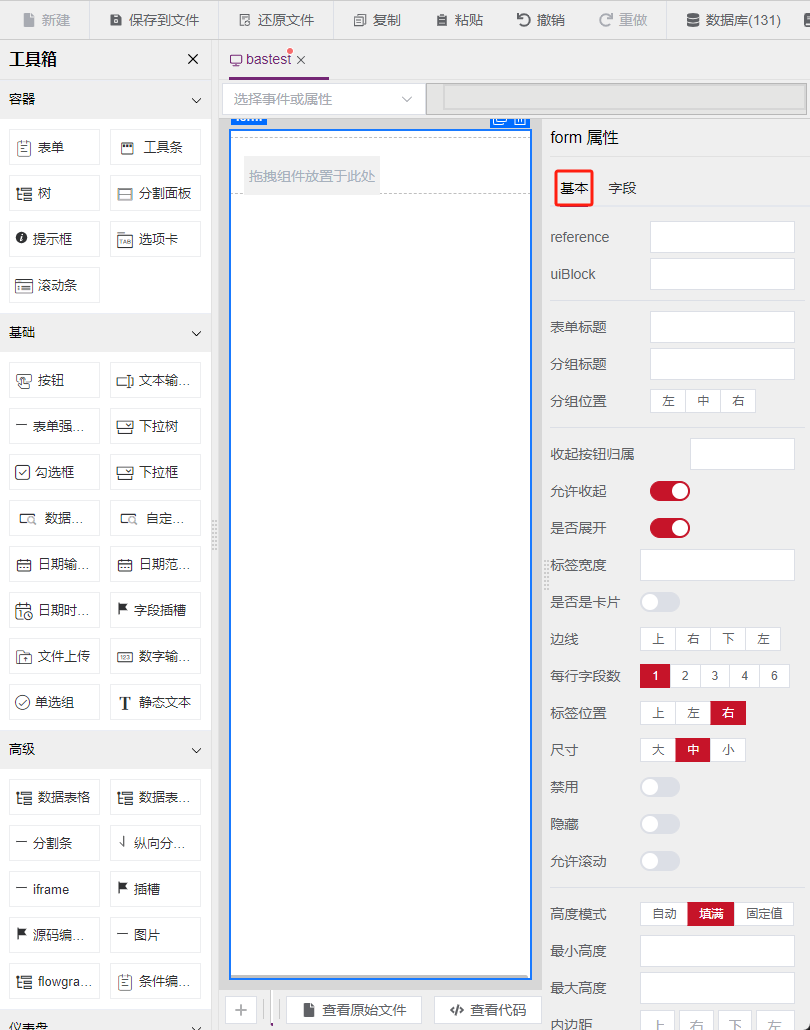 新建 保存到文件 还原文件 复制 粘贴 撤销 重做 数据库(131)
工具箱
容器
表单 工具条
树 分割面板
提示框 选项卡
滚动条
基础
按钮 文本输...
表单强... 下拉树
勾选框 下拉框
数据... 自定...
日期输... 日期范...
日期时... 字段插槽
文件上传 数字输...
单选组 静态文本
高级
数据表格 数据表...
分割条 纵向分...
iframe 插槽
源码编... 图片
flowgra... 条件编...
仪表盘
bastest
选择事件或属性
form
拖拽组件放置于此处
查看原始文件 查看代码
form 属性
基本 字段
reference
uiBlock
表单标题
分组标题
分组位置 左 中 右
收起按钮归属
允许收起
是否展开
标签宽度
是否是卡片
边线 上 右 下 左
每行字段数 1 2 3 4 6
标签位置 上 左 右
尺寸 大 中 小
禁用
隐藏
允许滚动
高度模式 自动 填满 固定值
最小高度
最大高度
内边距 上 右 下 左